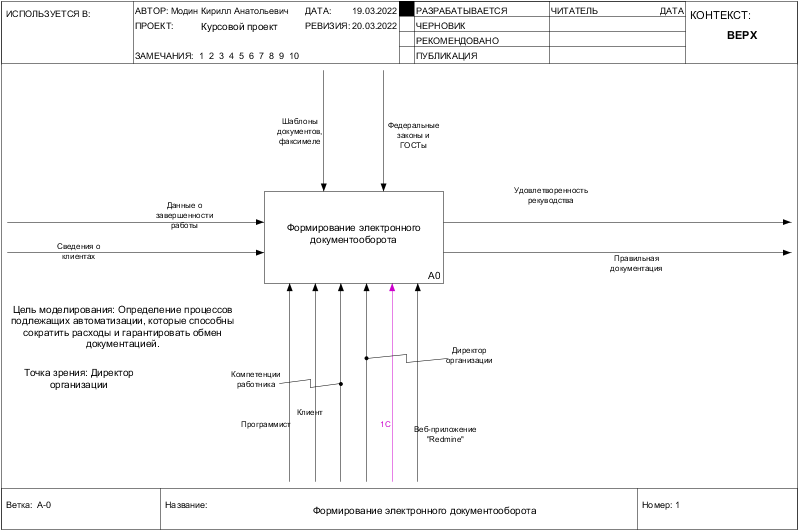 ИСПОЛЬЗУЕТСЯ В:
АВТОР: Модин Кирилл Анатольевич
ДАТА: 19.03.2022
ПРОЕКТ: Курсовой проект
РЕВИЗИЯ: 20.03.2022
ЗАМЕЧАНИЯ: 1 2 3 4 5 6 7 8 9 10
РАЗРАБАТЫВАЕТСЯ
ЧЕРНОВИК
РЕКОМЕНДОВАНО
ПУБЛИКАЦИЯ
ЧИТАТЕЛЬ
ДАТА
КОНТЕКСТ:
ВЕРХ
Шаблоны
документов,
факсимеле
Федеральные
законы и
ГОСТы
Данные о
завершенности
работы
Сведения о
клиентах
Формирование электронного
документооборота
A0
Удовлетворенность
рекуводства
Правильная
документация
Цель моделирования: Определение процессов
подлежащих автоматизации, которые способны
сократить расходы и гарантировать обмен
документацией.
Точка зрения: Директор
организации
Компетенции
работника
Директор
организации
Клиент
Программист
1С
Веб-приложение
"Redmine"
Ветка: A-0
Название:
Формирование электронного документооборота
Номер: 1